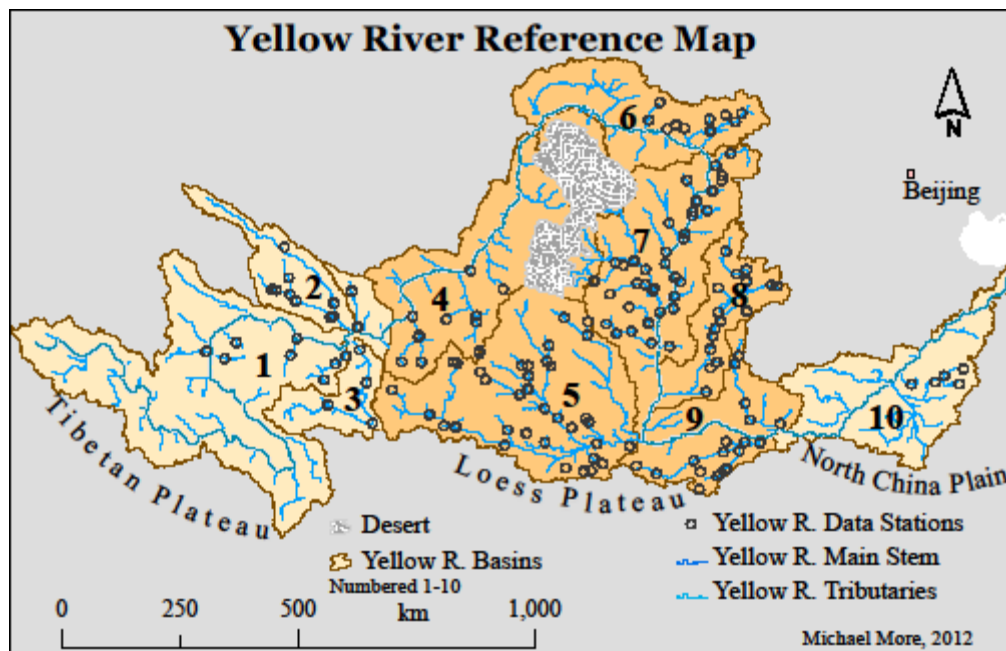 Yellow River Reference Map
N
Beijing
6
7
2
4
8
1
3
5
9
10
Tibetan Plateau
Loess Plateau
North China Plain
Desert
Yellow R. Basins
Numbered 1-10
Yellow R. Data Stations
Yellow R. Main Stem
Yellow R. Tributaries
0 250 500 1,000
km
Michael More, 2012